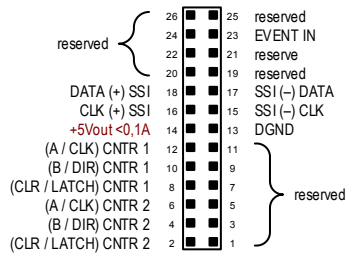 26 25 reserved
24 23 EVENT IN
reserved
22 21 reserve
20 19 reserved
DATA (+) SSI 18 17 SSI (–) DATA
CLK (+) SSI 16 15 SSI (–) CLK
+5Vout <0,1A 14 13 DGND
(A / CLK) CNTR 1 12 11
(B / DIR) CNTR 1 10 9
(CLR / LATCH) CNTR 1 8 7
reserved
(A / CLK) CNTR 2 6 5
(B / DIR) CNTR 2 4 3
(CLR / LATCH) CNTR 2 2 1